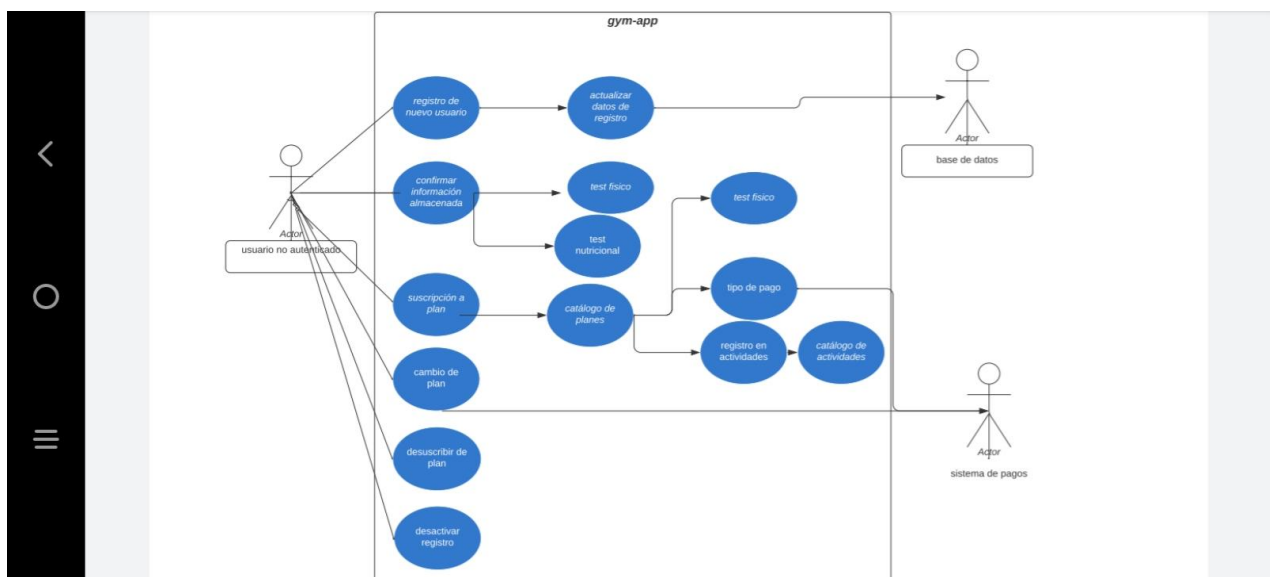 gym-app
registro de
nuevo usuario
actualizar
datos de
registro
Actor
base de datos
confirmar
información
almacenada
test fisico
test fisico
Actor
usuario no autenticado
test
nutricional
suscripción a
plan
catálogo de
planes
tipo de pago
registro en
actividades
catálogo de
actividades
cambio de
plan
Actor
sistema de pagos
desuscribir de
plan
desactivar
registro